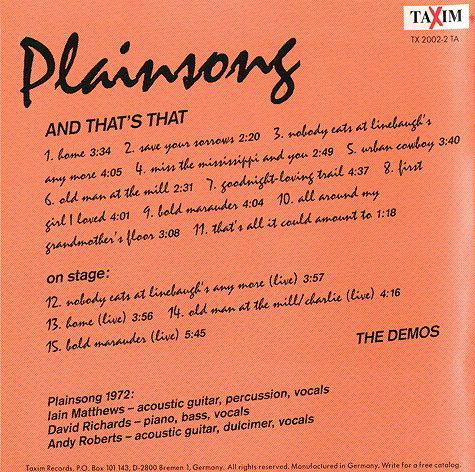 TAXIM
TX 2002-2 TA
Plainsong
AND THAT'S THAT
1. home 3:34 2. save your sorrows 2:20 3. nobody eats at linebaugh's
any more 4:05 4. miss the mississippi and you 2:49 5. urban cowboy 3:40
6. old man at the mill 2:31 7. goodnight-loving trail 4:37 8. first
girl I loved 4:01 9. bold marauder 4:04 10. all around my
grandmother's floor 3:08 11. that's all it could amount to 1:18
on stage:
12. nobody eats at linebaugh's any more (live) 3:57
13. home (live) 3:56 14. old man at the mill/charlie (live) 4:16
15. bold marauder (live) 5:45
THE DEMOS
Plainsong 1972:
Iain Matthews – acoustic guitar, percussion, vocals
David Richards – piano, bass, vocals
Andy Roberts – acoustic guitar, dulcimer, vocals
Taxim Records, P.O. Box 101 143, D-2800 Bremen 1, Germany. All rights reserved. Manufactured in Germany. Write for a free catalog.